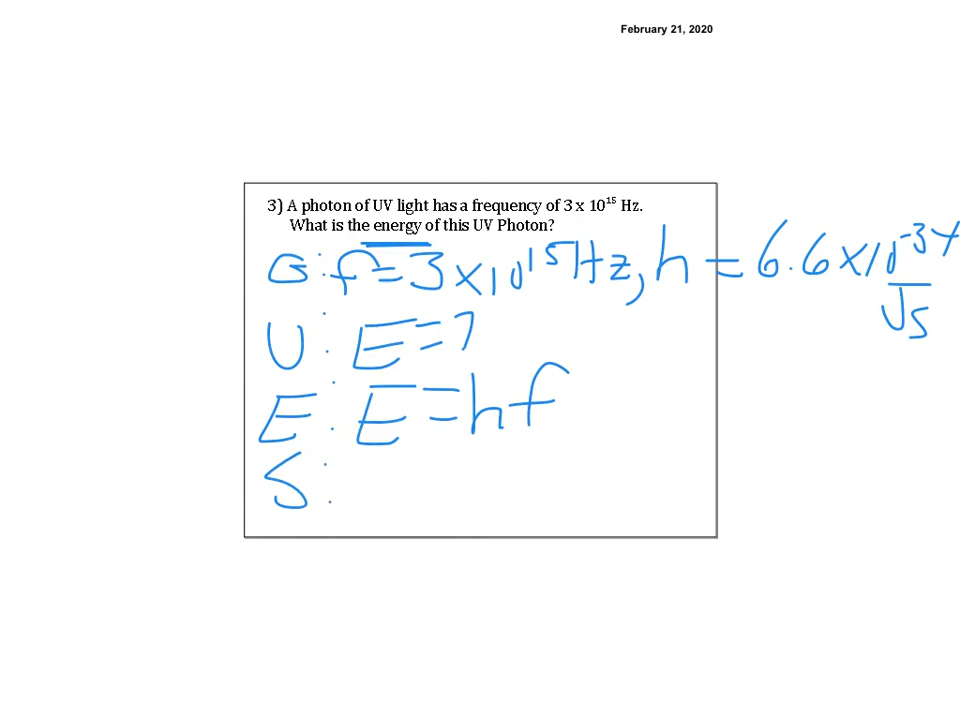 February 21, 2020
3) A photon of UV light has a frequency of 3 x 10¹⁵ Hz.
What is the energy of this UV Photon?
G: f = 3 x 10¹⁵ Hz, h = 6.6 x 10⁻³⁴
Js
U: E = ?
E: E = hf
S: